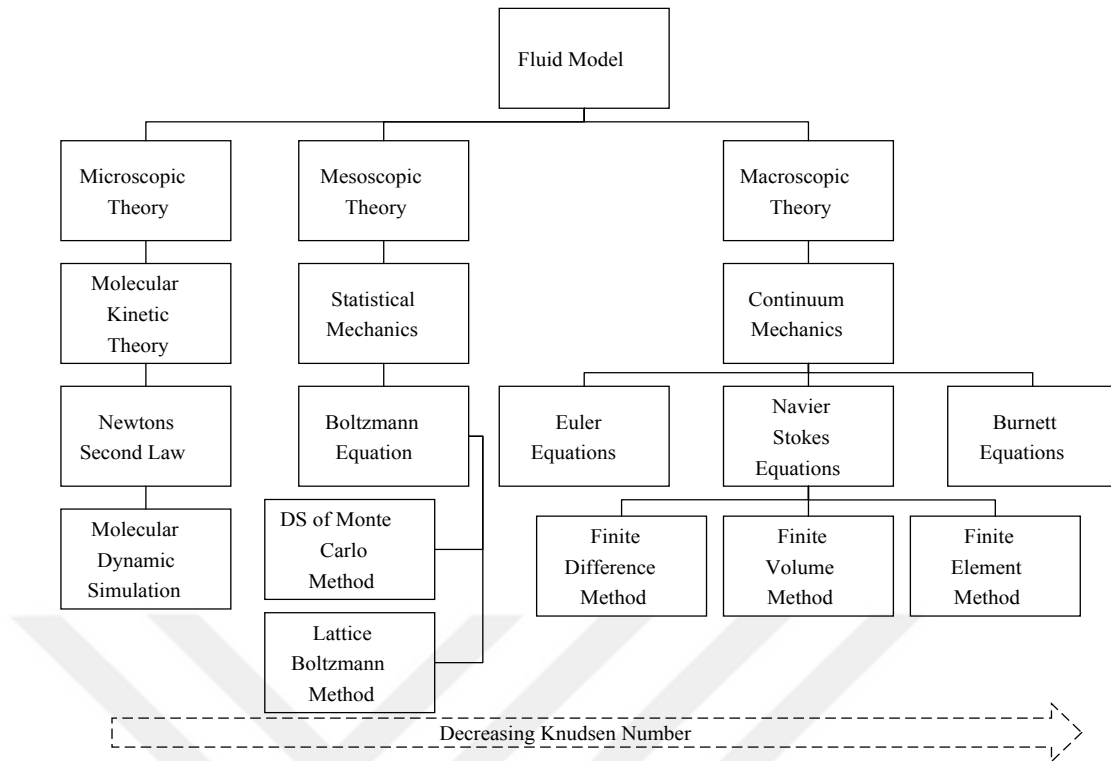 Fluid Model
Microscopic
Theory
Mesoscopic
Theory
Macroscopic
Theory
Molecular
Kinetic
Theory
Statistical
Mechanics
Continuum
Mechanics
Newtons
Second Law
Boltzmann
Equation
Euler
Equations
Navier
Stokes
Equations
Burnett
Equations
Molecular
Dynamic
Simulation
DS of Monte
Carlo
Method
Finite
Difference
Method
Finite
Volume
Method
Finite
Element
Method
Lattice
Boltzmann
Method
Decreasing Knudsen Number